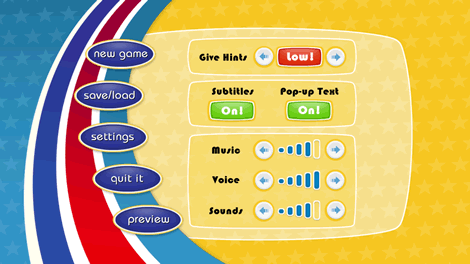 new game
save/load
settings
quit it
preview
Give Hints Low!
Subtitles Pop-up Text
On! On!
Music
Voice
Sounds